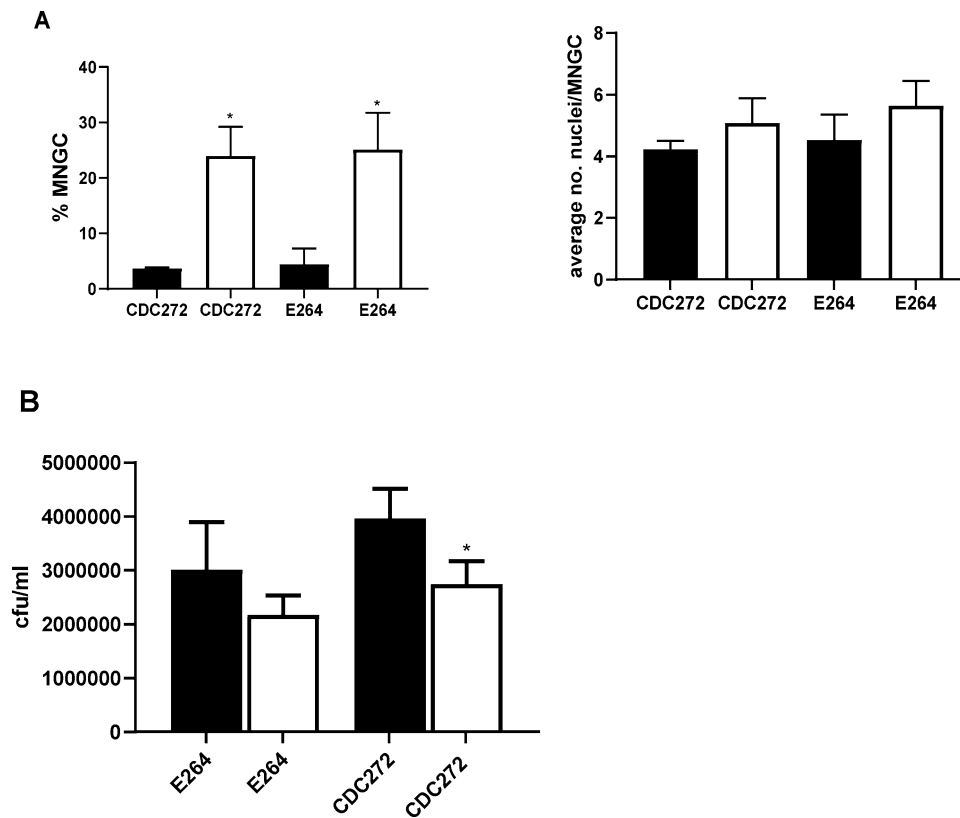 A
% MNGC
40
30
20
10
0
* *
CDC272 CDC272 E264 E264
average no. nuclei/MNGC
8
6
4
2
0
CDC272 CDC272 E264 E264
B
cfu/ml
5000000
4000000
3000000
2000000
1000000
0
*
E264 E264 CDC272 CDC272